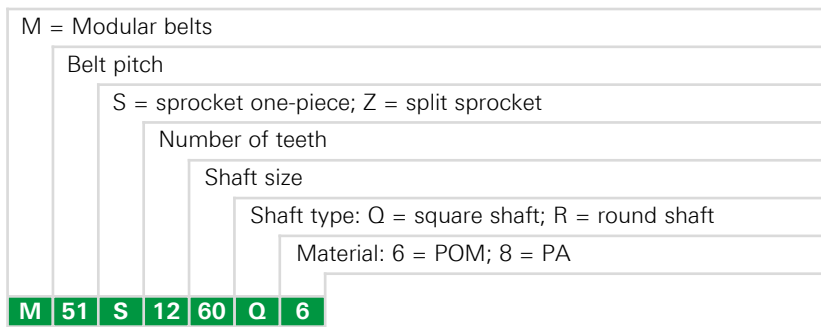 M = Modular belts
Belt pitch
S = sprocket one-piece; Z = split sprocket
Number of teeth
Shaft size
Shaft type: Q = square shaft; R = round shaft
Material: 6 = POM; 8 = PA
M 51 S 12 60 Q 6